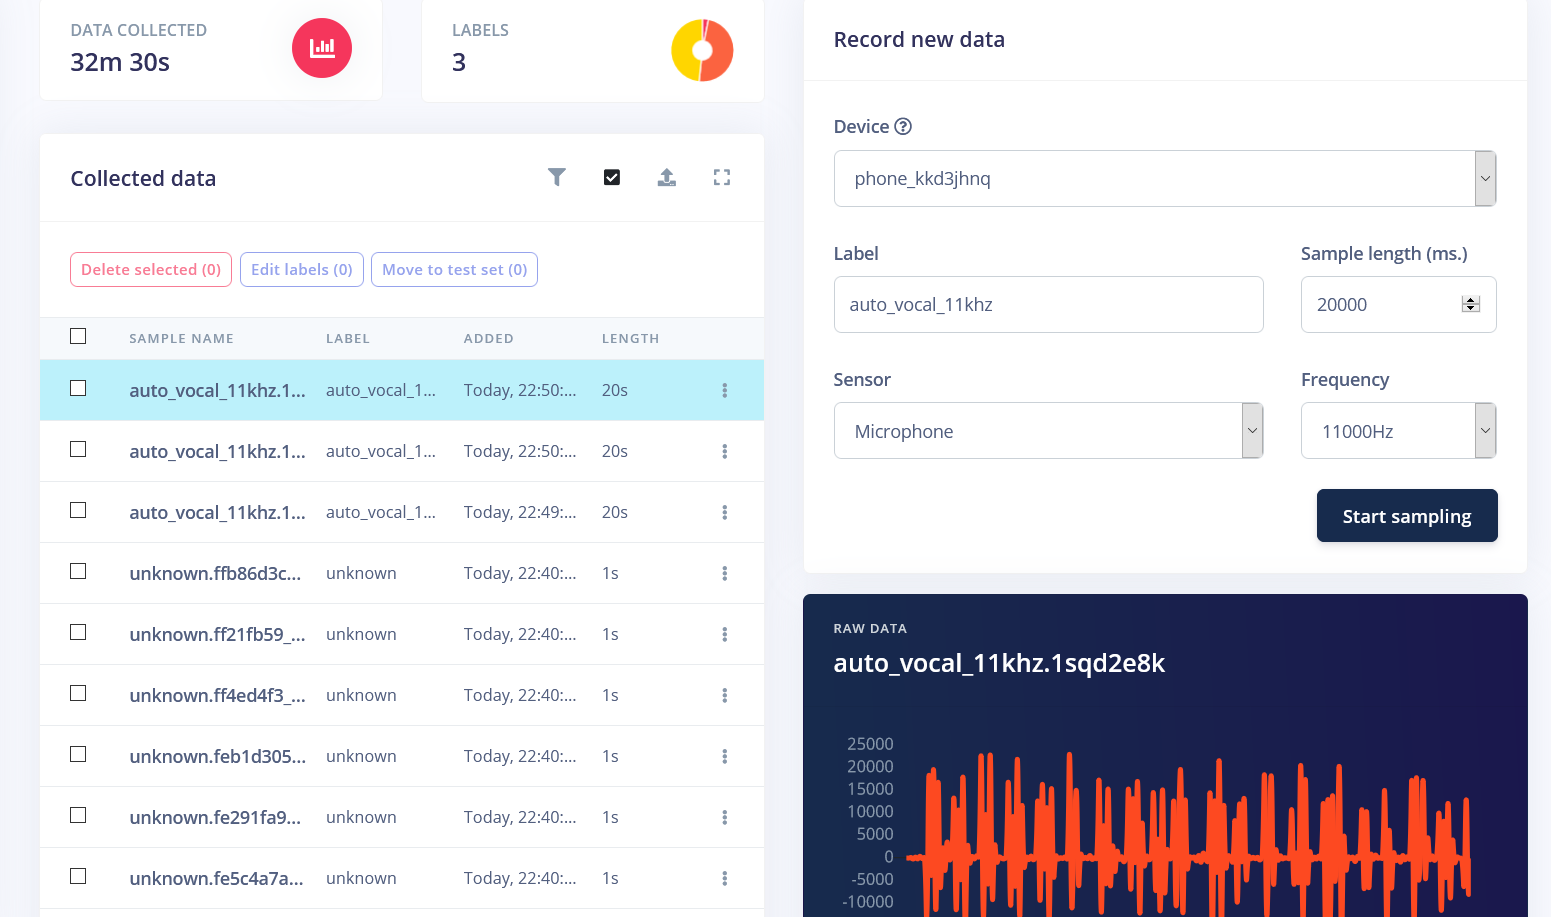 DATA COLLECTED
32m 30s
LABELS
3
Collected data
Delete selected (0) Edit labels (0) Move to test set (0)
SAMPLE NAME LABEL ADDED LENGTH
auto_vocal_11khz.1... auto_vocal_1... Today, 22:50:... 20s
auto_vocal_11khz.1... auto_vocal_1... Today, 22:50:... 20s
auto_vocal_11khz.1... auto_vocal_1... Today, 22:49:... 20s
unknown.ffb86d3c... unknown Today, 22:40:... 1s
unknown.ff21fb59_... unknown Today, 22:40:... 1s
unknown.ff4ed4f3_... unknown Today, 22:40:... 1s
unknown.feb1d305... unknown Today, 22:40:... 1s
unknown.fe291fa9... unknown Today, 22:40:... 1s
unknown.fe5c4a7a... unknown Today, 22:40:... 1s
Record new data
Device ?
phone_kkd3jhnq
Label Sample length (ms.)
auto_vocal_11khz 20000
Sensor Frequency
Microphone 11000Hz
Start sampling
RAW DATA
auto_vocal_11khz.1sqd2e8k
25000
20000
15000
10000
5000
0
-5000
-10000